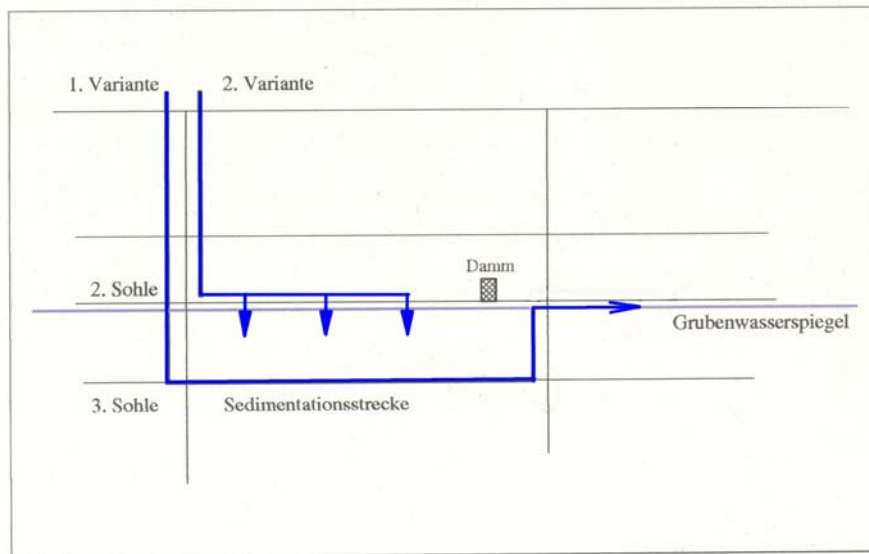 1. Variante
2. Variante
Damm
2. Sohle
Grubenwasserspiegel
3. Sohle
Sedimentationsstrecke